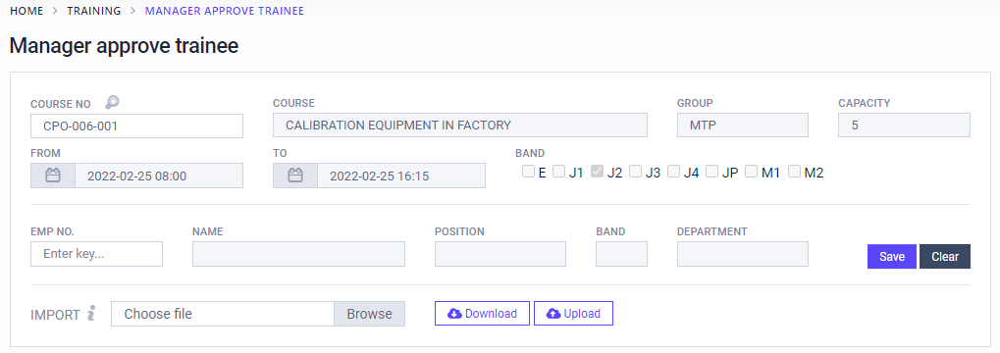 HOME > TRAINING > MANAGER APPROVE TRAINEE
Manager approve trainee
COURSE NO COURSE GROUP CAPACITY
CPO-006-001 CALIBRATION EQUIPMENT IN FACTORY MTP 5
FROM TO BAND
2022-02-25 08:00 2022-02-25 16:15 E J1 J2 J3 J4 JP M1 M2
EMP NO. NAME POSITION BAND DEPARTMENT
Enter key... Save Clear
IMPORT Choose file Browse Download Upload